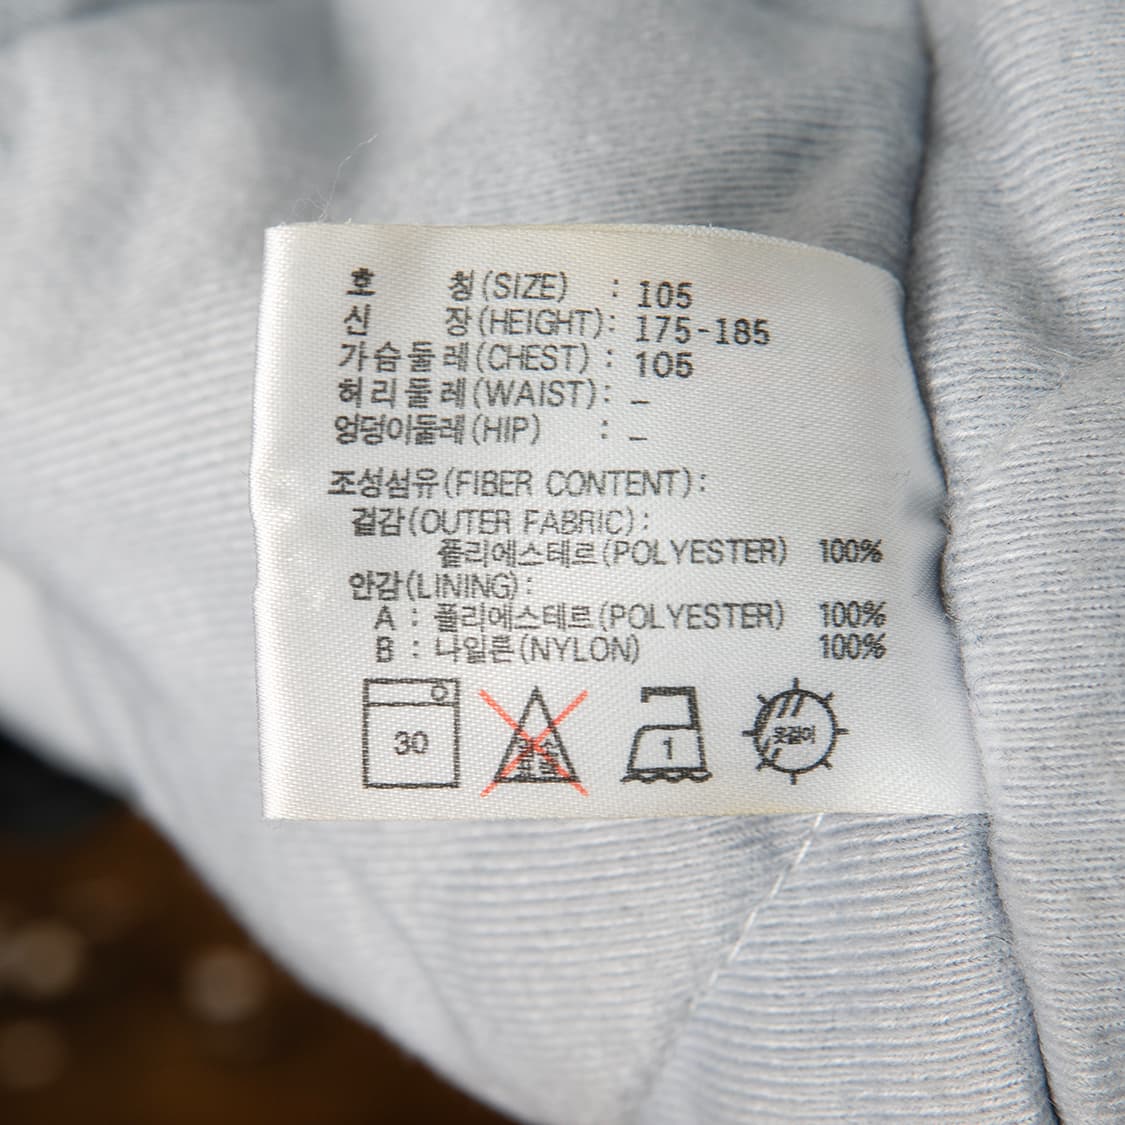 호 칭(SIZE) : 105
신 장(HEIGHT): 175-185
가슴둘레(CHEST) : 105
허리둘레(WAIST): -
엉덩이둘레(HIP) : -
조성섬유(FIBER CONTENT):
겉감(OUTER FABRIC):
폴리에스테르(POLYESTER) 100%
안감(LINING):
A : 폴리에스테르(POLYESTER) 100%
B : 나일론(NYLON) 100%
30 1 옷걸이